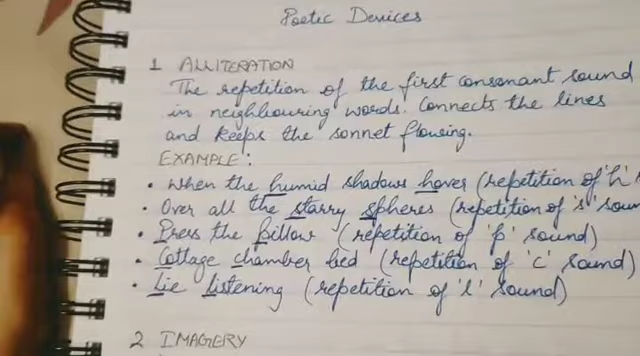 Poetic Devices
1 ALLITERATION
The repetition of the first consonant sound
in neighbouring words. Connects the lines
and keeps the sonnet flowing.
EXAMPLE:
• When the humid shadows hover (repetition of 'h'
• Over all the starry spheres (repetition of 's' soun
• Press the pillow (repetition of 'p' sound)
• Cottage chamber bed (repetition of 'c' sound)
• Lie listening (repetition of 'l' sound)
2 IMAGERY